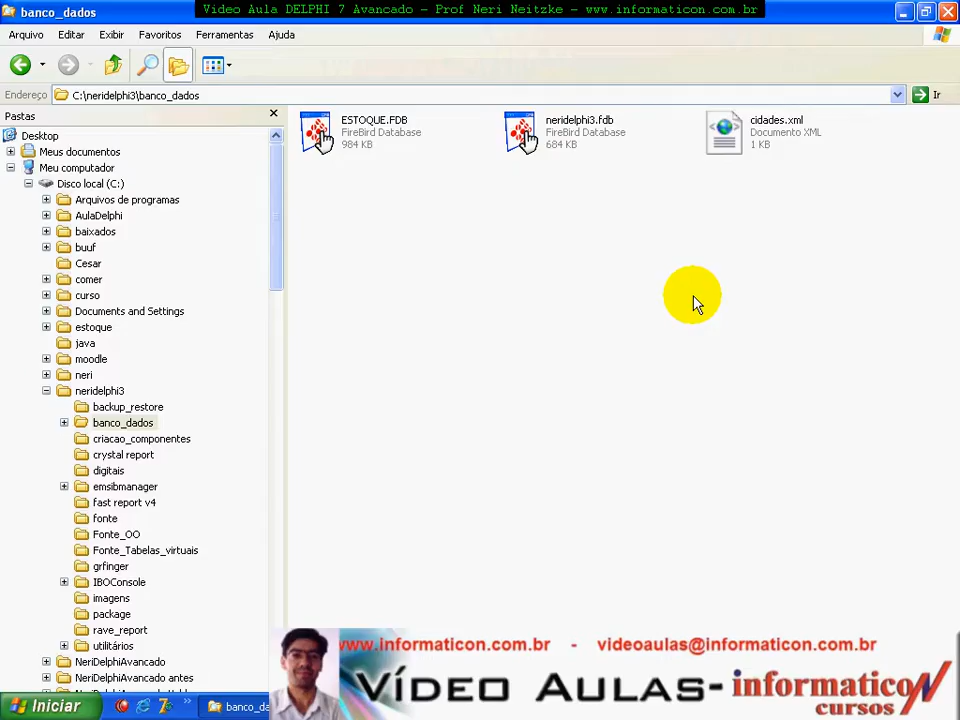 banco_dados
Video Aula DELPHI 7 Avancado - Prof Neri Neitzke - www.informaticon.com.br
Arquivo Editar Exibir Favoritos Ferramentas Ajuda
Endereço C:\neridelphi3\banco_dados Ir
Pastas
Desktop
Meus documentos
Meu computador
Disco local (C:)
Arquivos de programas
AulaDelphi
baixados
buuf
Cesar
comer
curso
Documents and Settings
estoque
java
moodle
neri
neridelphi3
backup_restore
banco_dados
criacao_componentes
crystal report
digitais
emsibmanager
fast report v4
fonte
Fonte_OO
Fonte_Tabelas_virtuais
grfinger
IBOConsole
imagens
package
rave_report
utilitários
NeriDelphiAvancado
NeriDelphiAvancado antes
ESTOQUE.FDB
FireBird Database
984 KB
neridelphi3.fdb
FireBird Database
684 KB
cidades.xml
Documento XML
1 KB
www.informaticon.com.br - videoaulas@informaticon.com.br
Vídeo Aulas- informaticon
cursos
Iniciar
banco_da